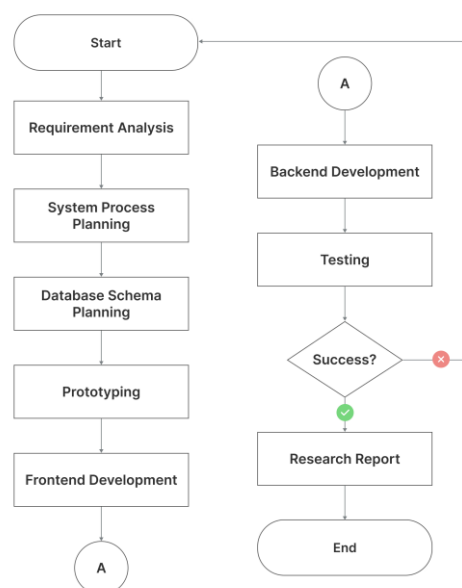 Start
Requirement Analysis
System Process
Planning
Database Schema
Planning
Prototyping
Frontend Development
A
A
Backend Development
Testing
Success?
Research Report
End